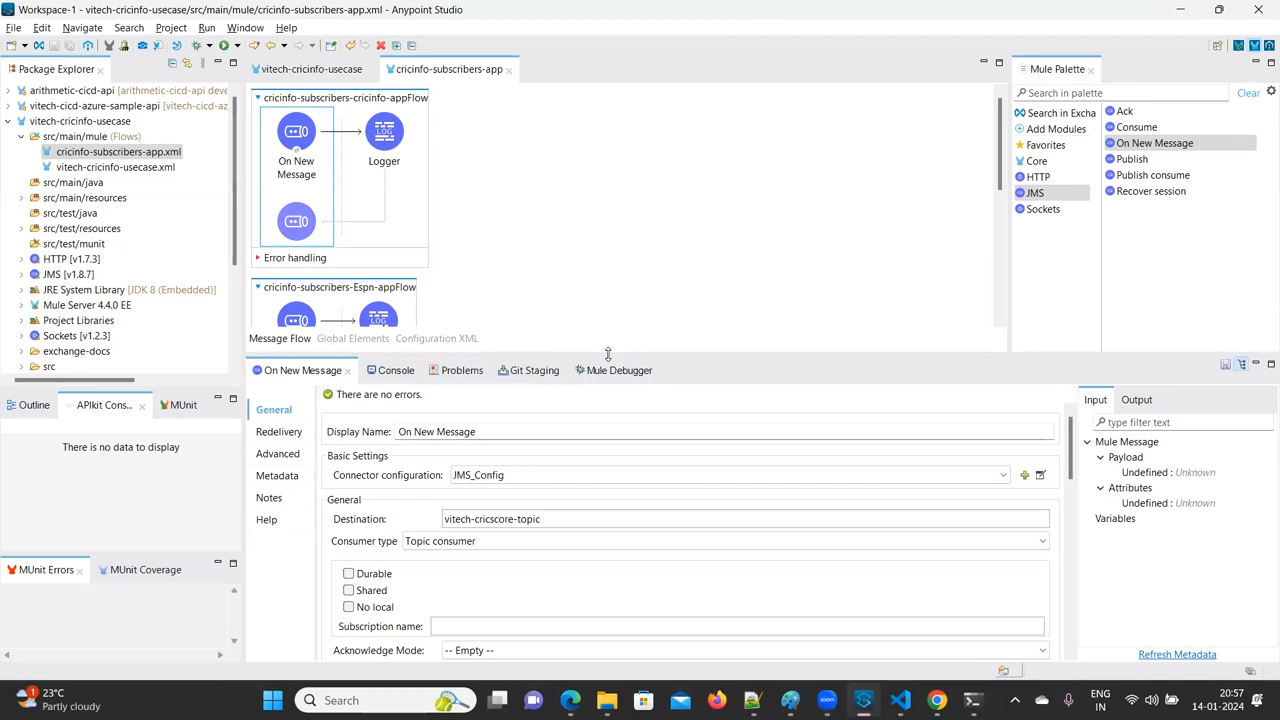 Workspace-1 - vitech-cricinfo-usecase/src/main/mule/cricinfo-subscribers-app.xml - Anypoint Studio
File Edit Navigate Search Project Run Window Help
Package Explorer
arithmetic-cicd-api (arithmetic-cicd-api deve
vitech-cicd-azure-sample-api (vitech-cicd-az
vitech-cricinfo-usecase
src/main/mule (Flows)
cricinfo-subscribers-app.xml
vitech-cricinfo-usecase.xml
src/main/java
src/main/resources
src/test/java
src/test/resources
src/test/munit
HTTP [v1.7.3]
JMS [v1.8.7]
JRE System Library [JDK 8 (Embedded)]
Mule Server 4.4.0 EE
Project Libraries
Sockets [v1.2.3]
exchange-docs
src
Outline
APIkit Cons...
MUnit
There is no data to display
MUnit Errors
MUnit Coverage
vitech-cricinfo-usecase
cricinfo-subscribers-app
cricinfo-subscribers-cricinfo-appFlow
LOG
On New
Message
Logger
Error handling
cricinfo-subscribers-Espn-appFlow
LOG
Message Flow Global Elements Configuration XML
On New Message
Console
Problems
Git Staging
Mule Debugger
There are no errors.
General
Redelivery
Advanced
Metadata
Notes
Help
Display Name: On New Message
Basic Settings
Connector configuration: JMS_Config
General
Destination: vitech-cricscore-topic
Consumer type Topic consumer
Durable
Shared
No local
Subscription name:
Acknowledge Mode: -- Empty --
Mule Palette
Search in palette
Clear
Search in Excha
Add Modules
Favorites
Core
HTTP
JMS
Sockets
Ack
Consume
On New Message
Publish
Publish consume
Recover session
Input Output
type filter text
Mule Message
Payload
Undefined : Unknown
Attributes
Undefined : Unknown
Variables
Refresh Metadata
1
23°C
Partly cloudy
Search
zoom
ENG
IN
20:57
14-01-2024